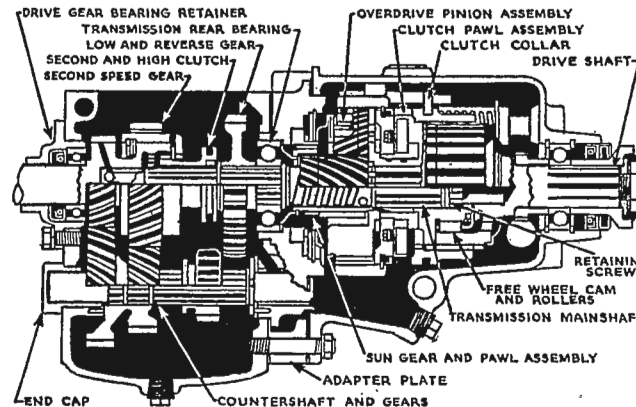 DRIVE GEAR BEARING RETAINER
TRANSMISSION REAR BEARING
LOW AND REVERSE GEAR
SECOND AND HIGH CLUTCH
SECOND SPEED GEAR
OVERDRIVE PINION ASSEMBLY
CLUTCH PAWL ASSEMBLY
CLUTCH COLLAR
DRIVE SHAFT
RETAININ
SCREW
FREE WHEEL CAM
AND ROLLERS
TRANSMISSION MAINSHAF
SUN GEAR AND PAWL ASSEMBLY
ADAPTER PLATE
END CAP
COUNTERSHAFT AND GEARS